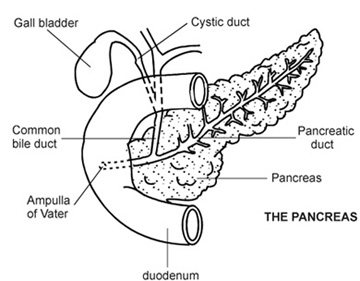 Gall bladder
Cystic duct
Common
bile duct
Pancreatic
duct
Pancreas
Ampulla
of Vater
THE PANCREAS
duodenum